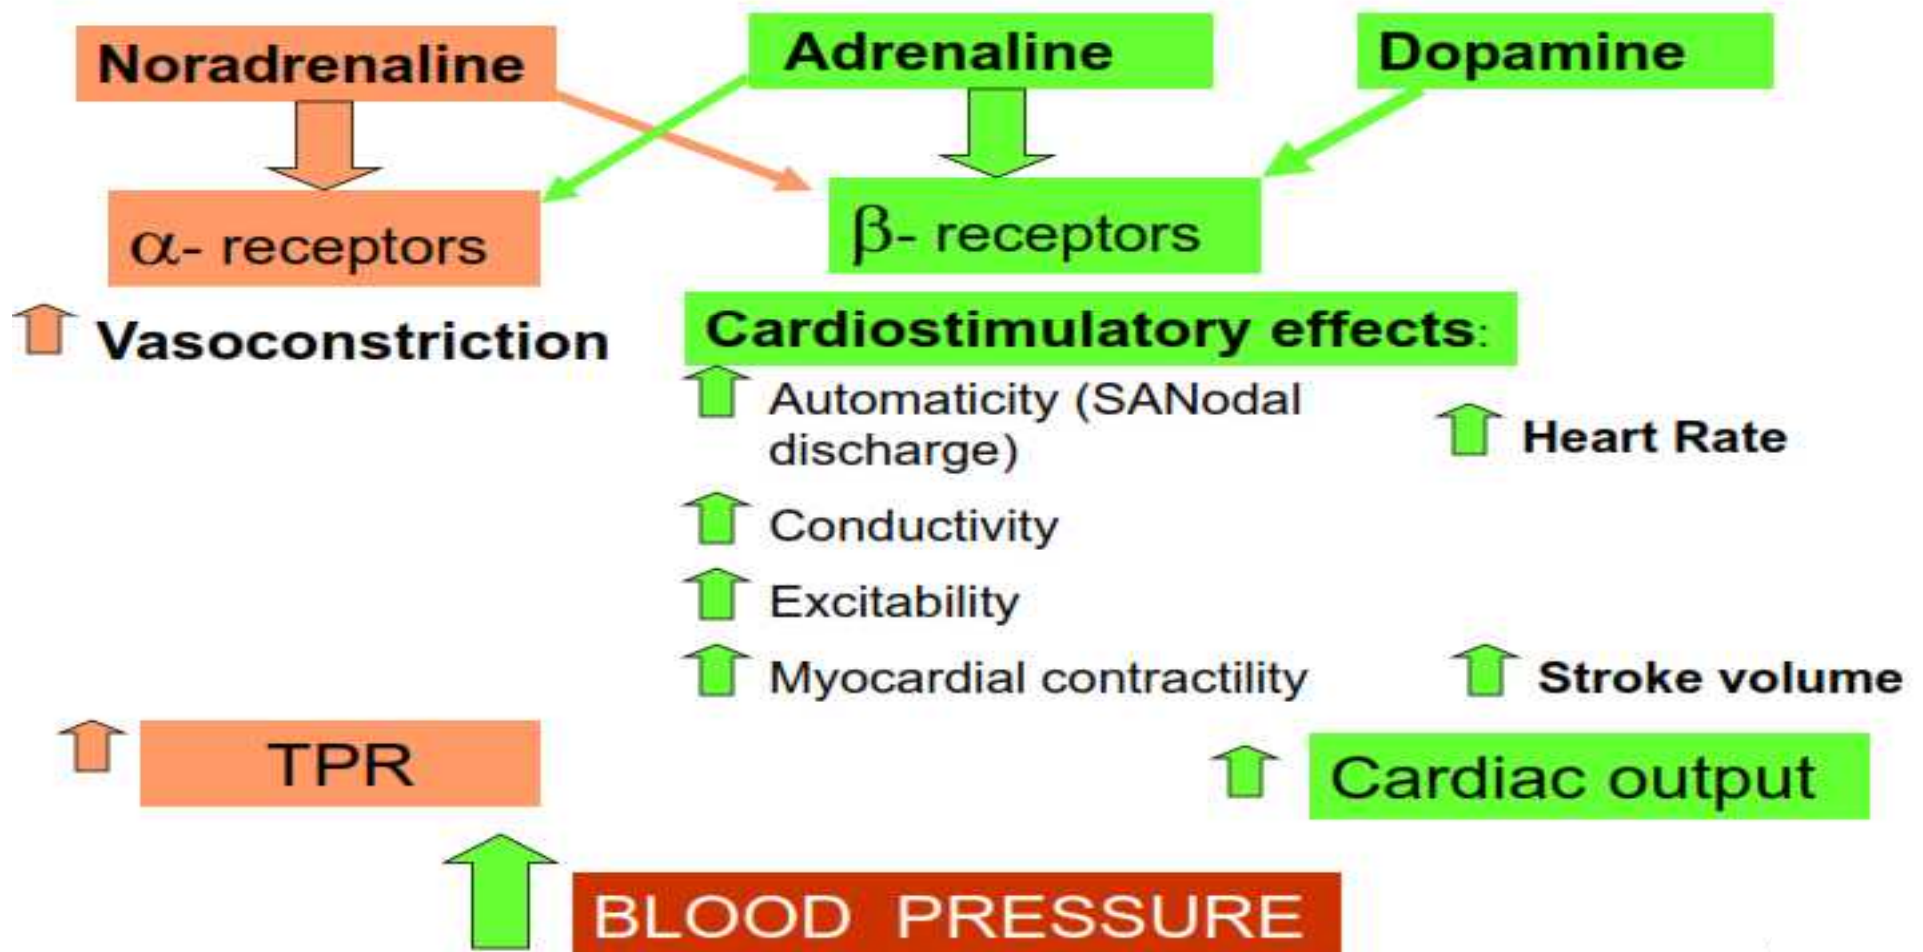 Noradrenaline
Adrenaline
Dopamine
α- receptors
β- receptors
Vasoconstriction
Cardiostimulatory effects:
Automaticity (SANodal
discharge)
Heart Rate
Conductivity
Excitability
Myocardial contractility
Stroke volume
TPR
Cardiac output
BLOOD PRESSURE